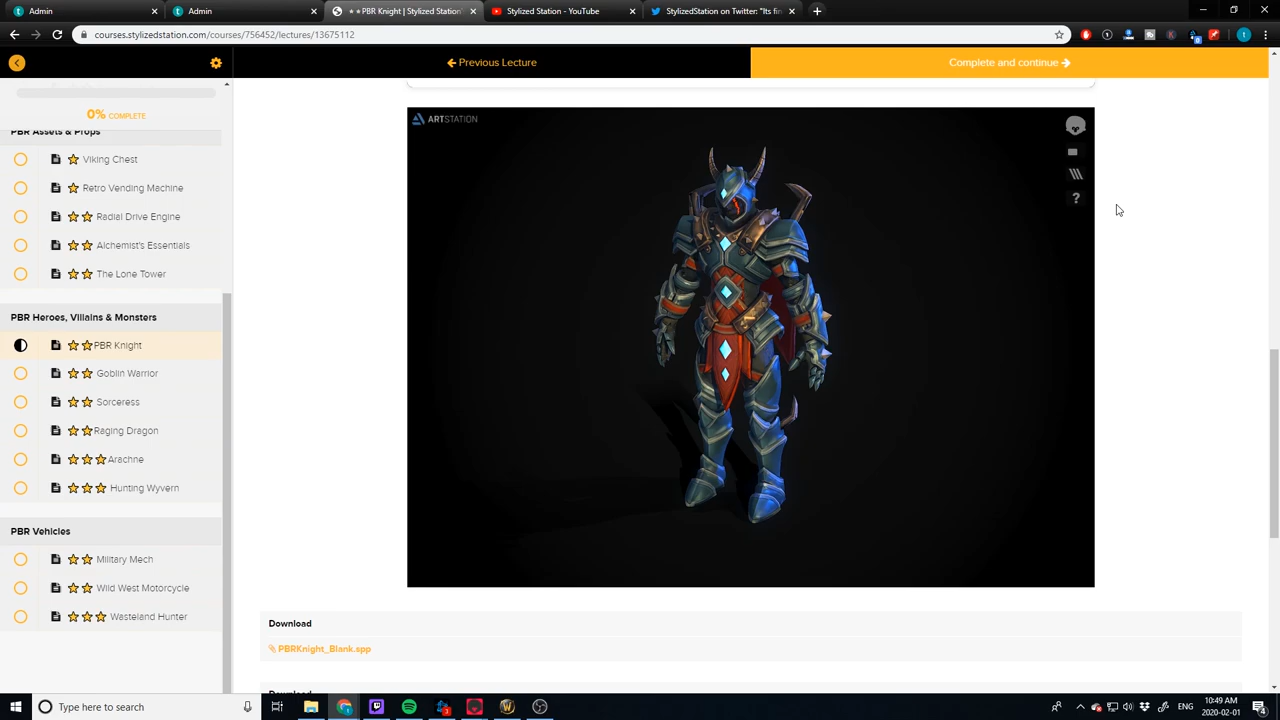 Admin
Admin
★ PBR Knight | Stylized Station
Stylized Station - YouTube
StylizedStation on Twitter: "Its fin
courses.stylizedstation.com/courses/756452/lectures/13675112
Previous Lecture
Complete and continue
0% COMPLETE
PBR Assets & Props
Viking Chest
Retro Vending Machine
Radial Drive Engine
Alchemist's Essentials
The Lone Tower
PBR Heroes, Villains & Monsters
PBR Knight
Goblin Warrior
Sorceress
Raging Dragon
Arachne
Hunting Wyvern
PBR Vehicles
Military Mech
Wild West Motorcycle
Wasteland Hunter
ARTSTATION
?
Download
PBRKnight_Blank.spp
Type here to search
ENG
10:49 AM
2020-02-01